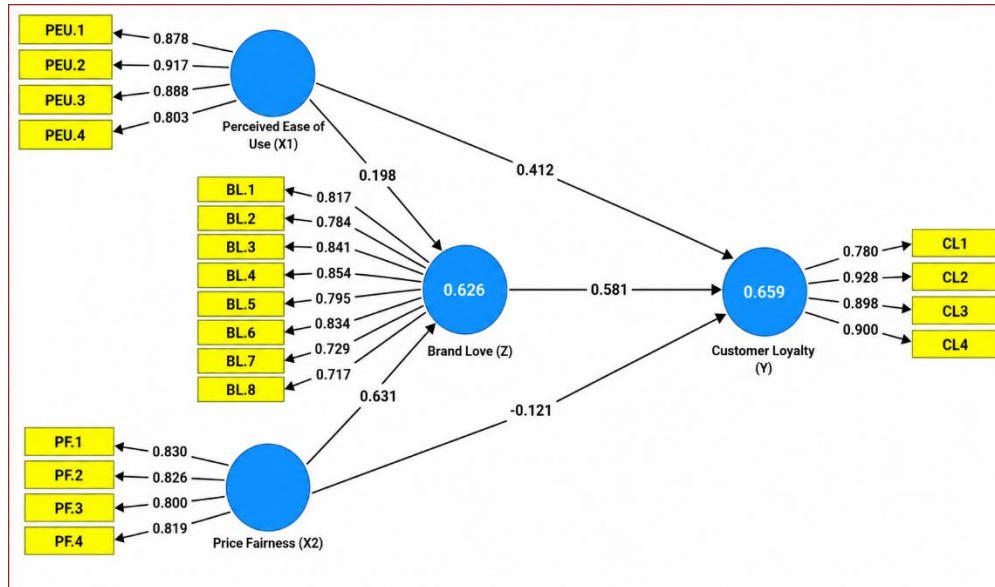 PEU.1
PEU.2
PEU.3
PEU.4
0.878
0.917
0.888
0.803
Perceived Ease of
Use (X1)
0.198
0.412
BL.1
BL.2
BL.3
BL.4
BL.5
BL.6
BL.7
BL.8
0.817
0.784
0.841
0.854
0.795
0.834
0.729
0.717
0.626
Brand Love (Z)
0.581
0.659
Customer Loyalty
(Y)
0.780
0.928
0.898
0.900
CL1
CL2
CL3
CL4
0.631
-0.121
PF.1
PF.2
PF.3
PF.4
0.830
0.826
0.800
0.819
Price Fairness (X2)